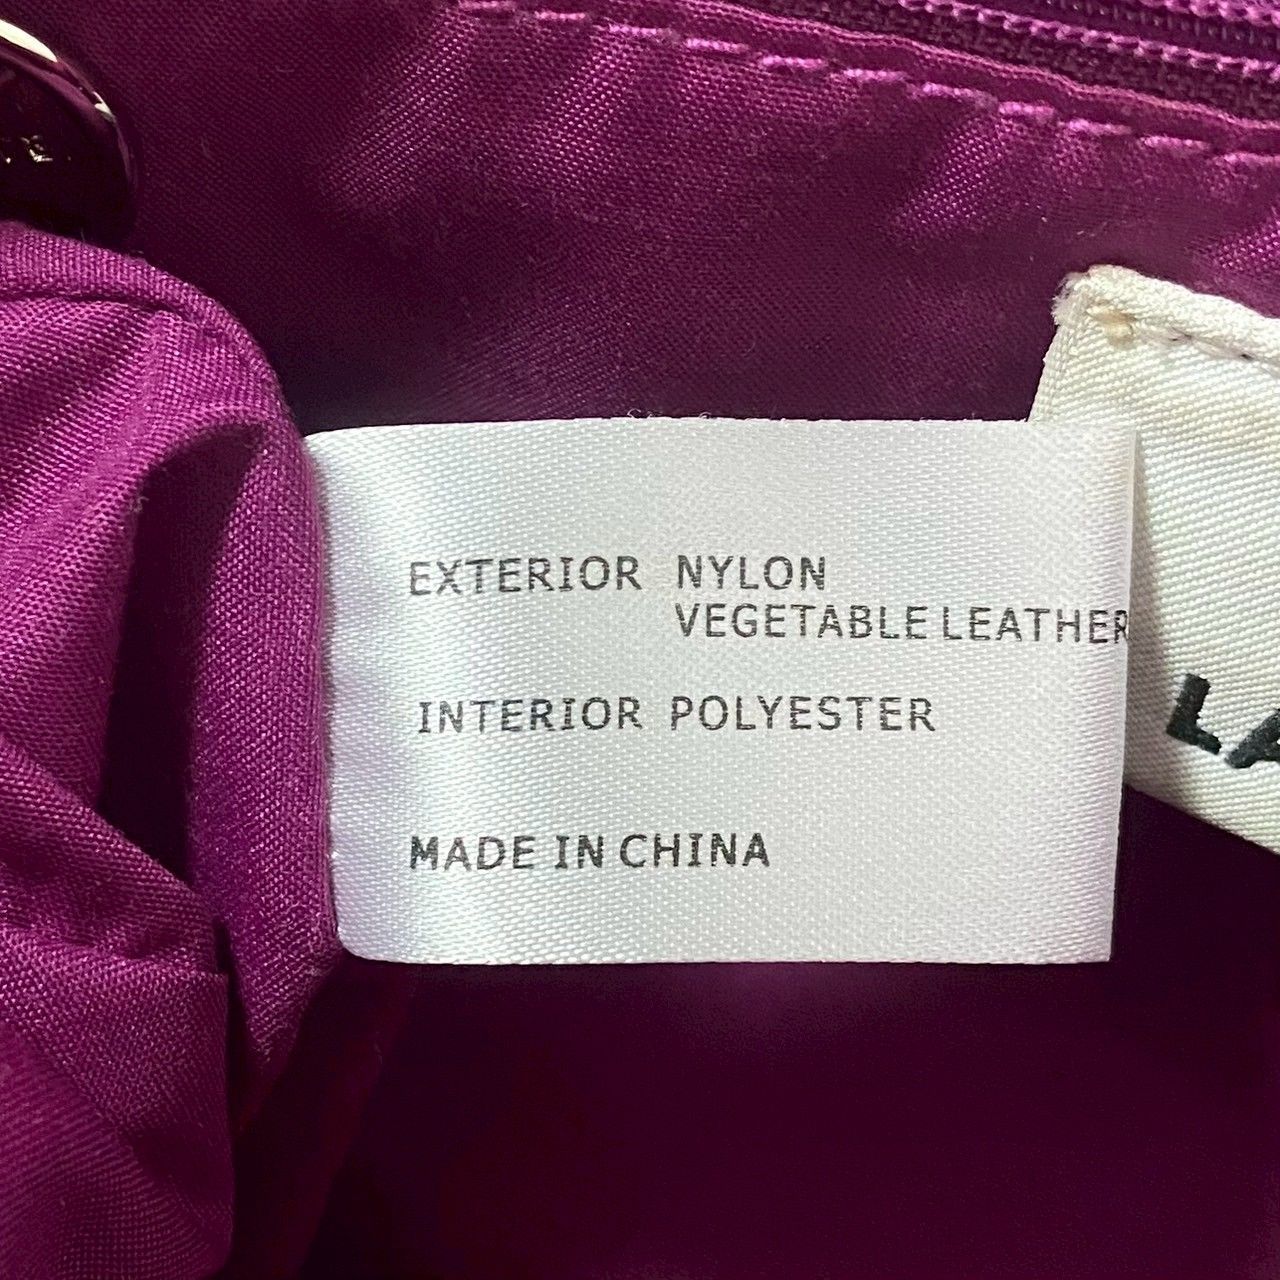 EXTERIOR NYLON
VEGETABLE LEATHER
INTERIOR POLYESTER
MADE IN CHINA